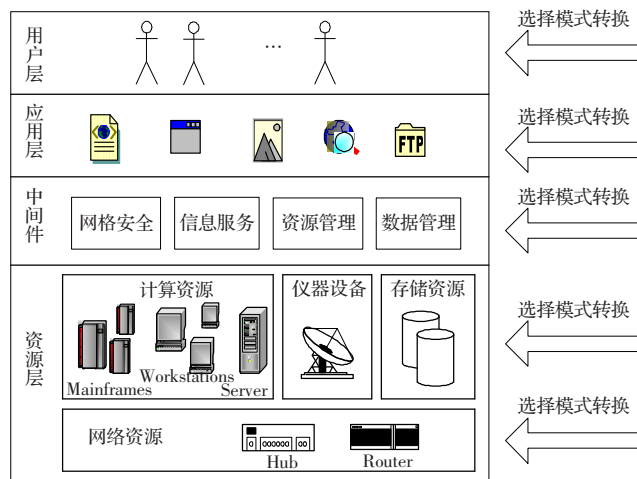 选择模式转换
用户层
…
选择模式转换
应用层
FTP
选择模式转换
中间件
网格安全
信息服务
资源管理
数据管理
资源层
计算资源
仪器设备
存储资源
选择模式转换
Mainframes
Workstations
Server
选择模式转换
网络资源
Hub
Router